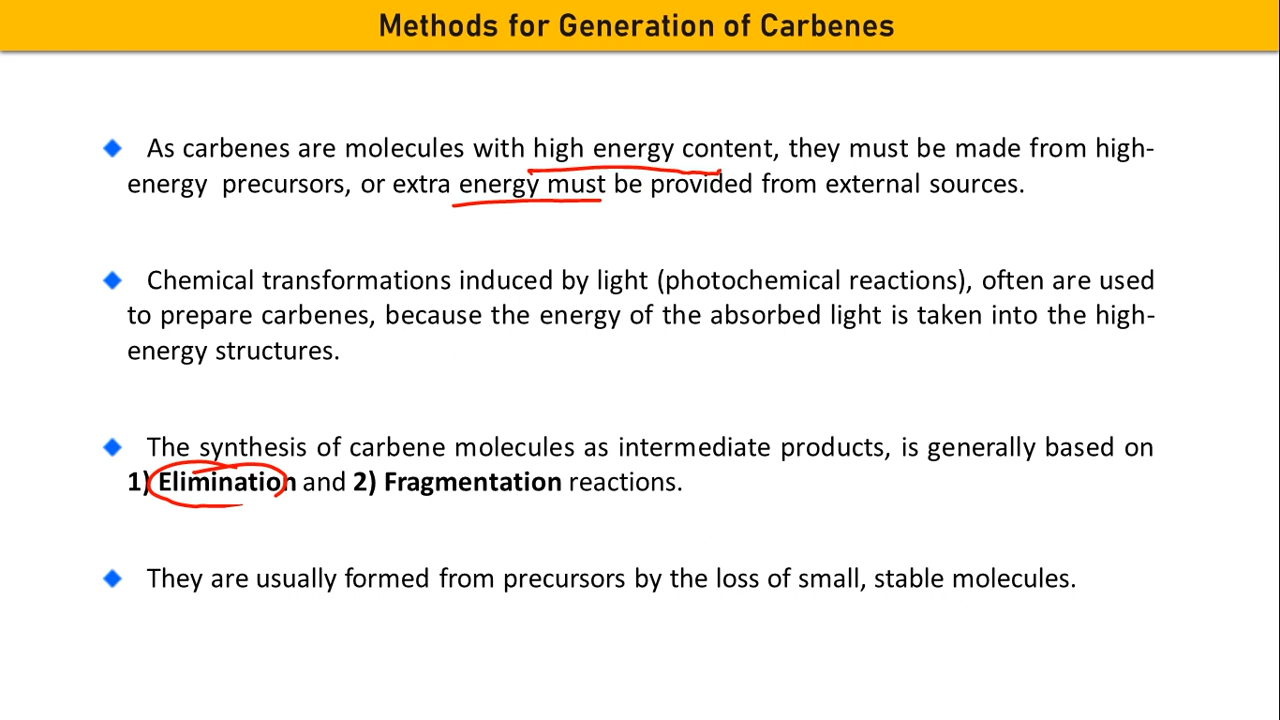 Methods for Generation of Carbenes
As carbenes are molecules with high energy content, they must be made from high-
energy precursors, or extra energy must be provided from external sources.
Chemical transformations induced by light (photochemical reactions), often are used
to prepare carbenes, because the energy of the absorbed light is taken into the high-
energy structures.
The synthesis of carbene molecules as intermediate products, is generally based on
1) Elimination and 2) Fragmentation reactions.
They are usually formed from precursors by the loss of small, stable molecules.